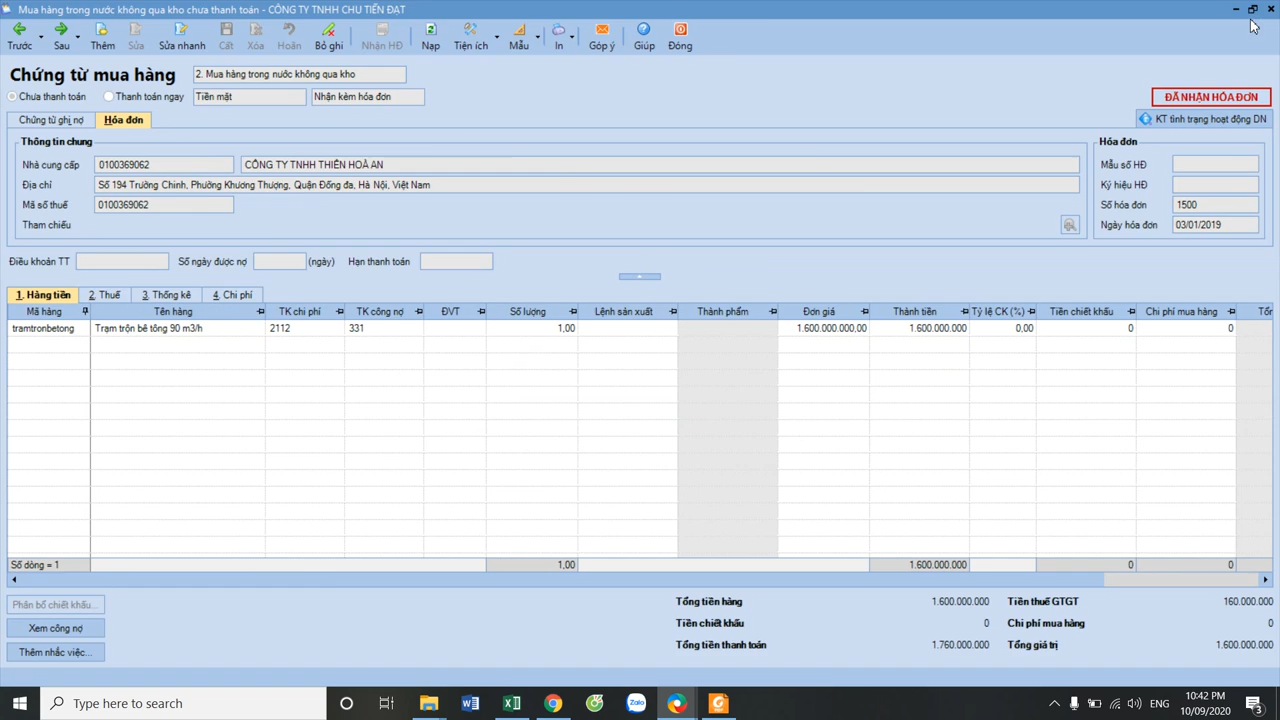 Mua hàng trong nước không qua kho chưa thanh toán - CÔNG TY TNHH CHU TIẾN ĐẠT
Trước Sau Thêm Sửa Sửa nhanh Cất Xóa Hoãn Bỏ ghi Nhận HĐ Nạp Tiện ích Mẫu In Góp ý Giúp Đóng
Chứng từ mua hàng 2. Mua hàng trong nước không qua kho
Chưa thanh toán Thanh toán ngay Tiền mặt Nhận kèm hóa đơn ĐÃ NHẬN HÓA ĐƠN
Chứng từ ghi nợ Hóa đơn KT tình trạng hoạt động DN
Thông tin chung Hóa đơn
Nhà cung cấp 0100369062 CÔNG TY TNHH THIÊN HOÀ AN Mẫu số HĐ
Địa chỉ Số 194 Trường Chinh, Phường Khương Thượng, Quận Đống đa, Hà Nội, Việt Nam Ký hiệu HĐ
Mã số thuế 0100369062 Số hóa đơn 1500
Tham chiếu Ngày hóa đơn 03/01/2019
Điều khoản TT Số ngày được nợ (ngày) Hạn thanh toán
1. Hàng tiền 2. Thuế 3. Thống kê 4. Chi phí
Mã hàng Tên hàng TK chi phí TK công nợ ĐVT Số lượng Lệnh sản xuất Thành phẩm Đơn giá Thành tiền Tỷ lệ CK (%) Tiền chiết khấu Chi phí mua hàng
tramtronbetong Trạm trộn bê tông 90 m3/h 2112 331 1,00 1.600.000.000,00 1.600.000.000 0,00 0 0
Số dòng = 1 1,00 1.600.000.000 0 0
Phân bổ chiết khấu... Tổng tiền hàng 1.600.000.000 Tiền thuế GTGT 160.000.000
Xem công nợ Tiền chiết khấu 0 Chi phí mua hàng 0
Thêm nhắc việc... Tổng tiền thanh toán 1.760.000.000 Tổng giá trị 1.600.000.000
Type here to search Zalo ENG 10:42 PM
10/09/2020 3